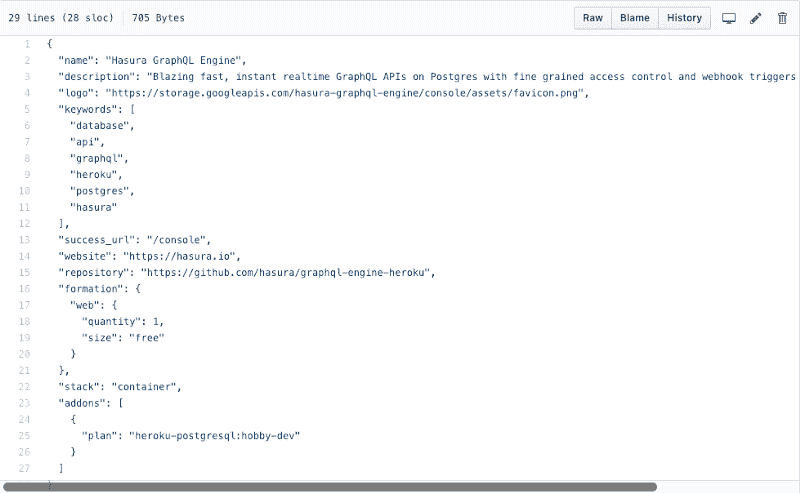 29 lines (28 sloc) 705 Bytes Raw Blame History
1 {
2 "name": "Hasura GraphQL Engine",
3 "description": "Blazing fast, instant realtime GraphQL APIs on Postgres with fine grained access control and webhook triggers
4 "logo": "https://storage.googleapis.com/hasura-graphql-engine/console/assets/favicon.png",
5 "keywords": [
6 "database",
7 "api",
8 "graphql",
9 "heroku",
10 "postgres",
11 "hasura"
12 ],
13 "success_url": "/console",
14 "website": "https://hasura.io",
15 "repository": "https://github.com/hasura/graphql-engine-heroku",
16 "formation": {
17 "web": {
18 "quantity": 1,
19 "size": "free"
20 }
21 },
22 "stack": "container",
23 "addons": [
24 {
25 "plan": "heroku-postgresql:hobby-dev"
26 }
27 ]